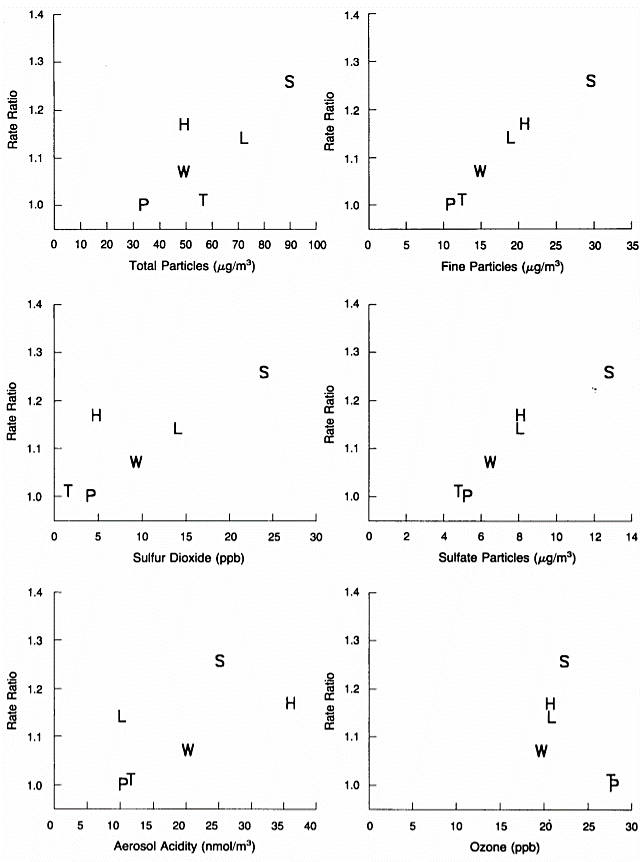 1.4
1.3
1.2
1.1
1.0
Rate Ratio
S
H
L
W
T
P
0 10 20 30 40 50 60 70 80 90 100
Total Particles (μg/m³)
1.4
1.3
1.2
1.1
1.0
Rate Ratio
S
H
L
W
T
P
0 5 10 15 20 25 30 35
Fine Particles (μg/m³)
1.4
1.3
1.2
1.1
1.0
Rate Ratio
S
H
L
W
T
P
0 5 10 15 20 25 30
Sulfur Dioxide (ppb)
1.4
1.3
1.2
1.1
1.0
Rate Ratio
S
H
L
W
T
P
0 2 4 6 8 10 12 14
Sulfate Particles (μg/m³)
1.4
1.3
1.2
1.1
1.0
Rate Ratio
S
H
L
W
T
P
0 5 10 15 20 25 30 35 40
Aerosol Acidity (nmol/m³)
1.4
1.3
1.2
1.1
1.0
Rate Ratio
S
H
L
W
T
P
0 5 10 15 20 25 30
Ozone (ppb)